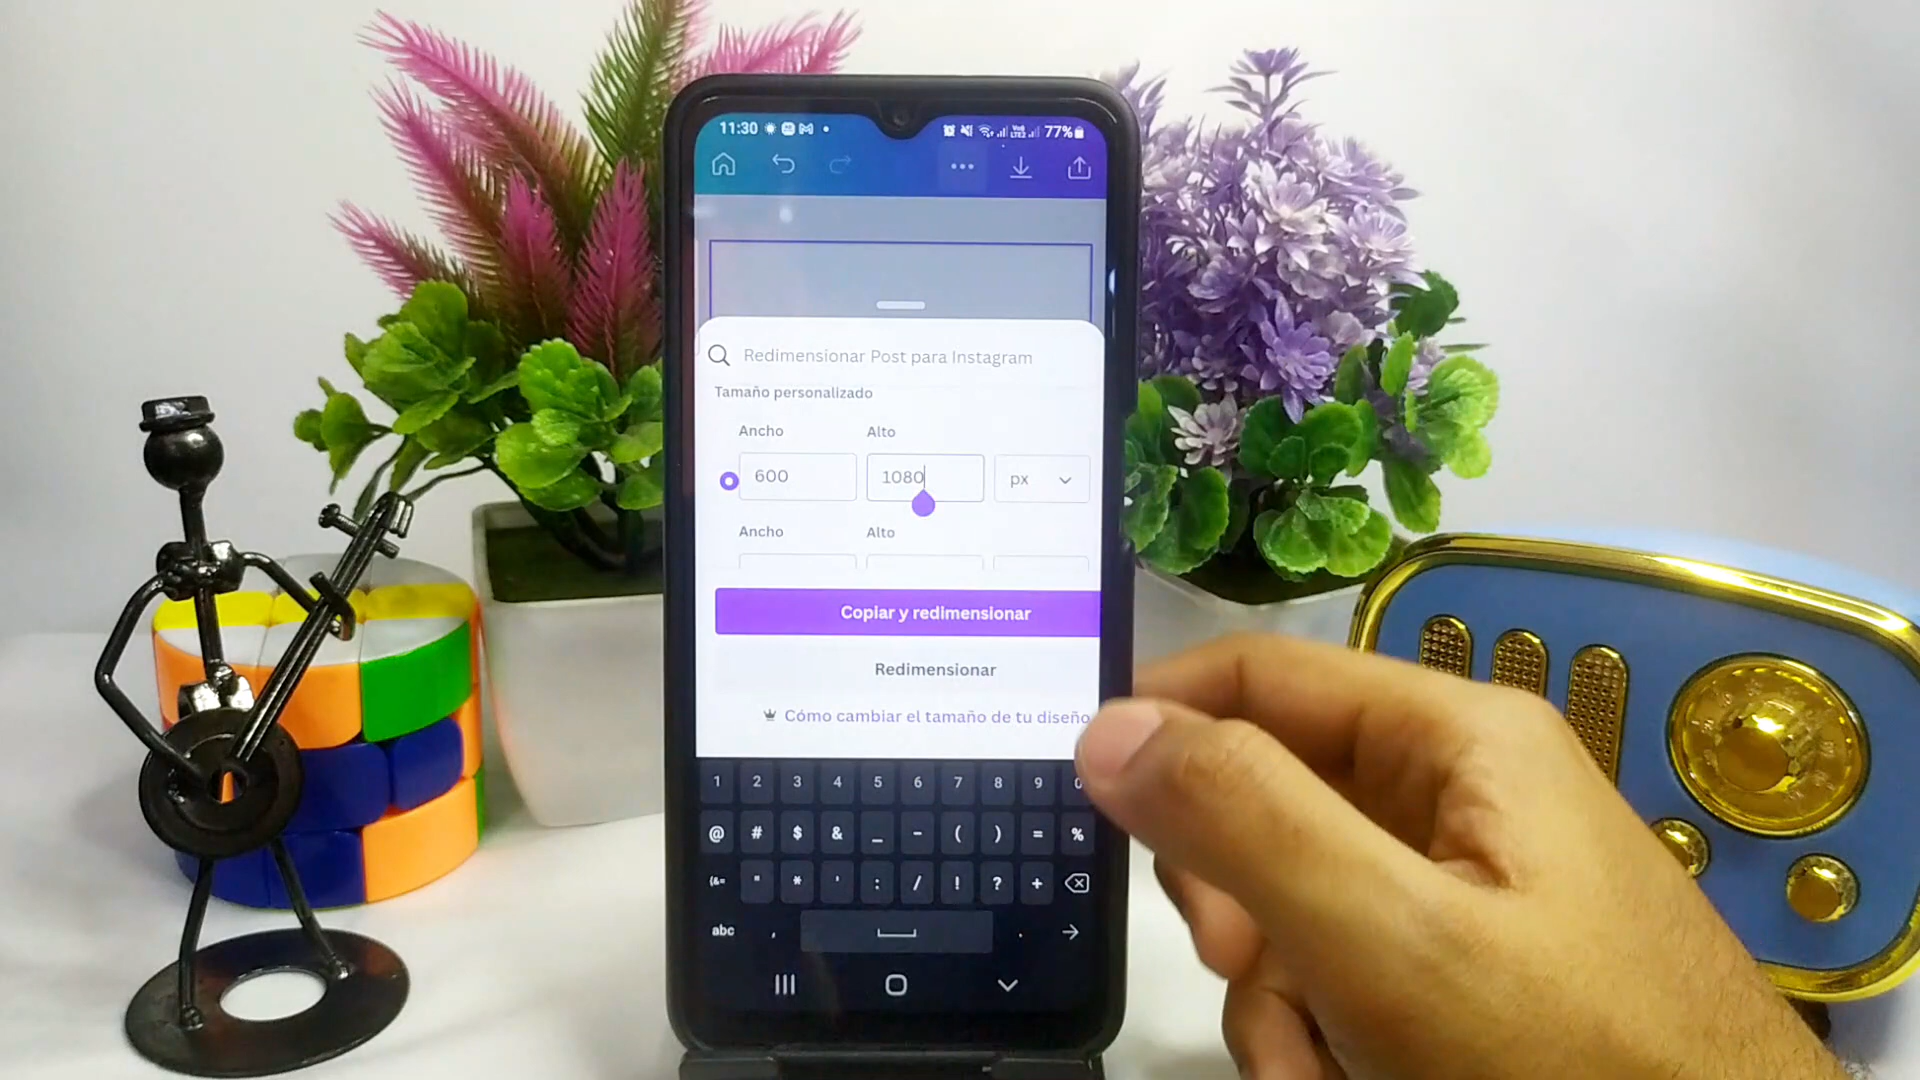 11:30
77%
Redimensionar Post para Instagram
Tamaño personalizado
Ancho Alto
600 1080 px
Ancho Alto
Copiar y redimensionar
Redimensionar
Cómo cambiar el tamaño de tu diseño
1 2 3 4 5 6 7 8 9 0
@ # $ & _ - ( ) = %
" * ' : / ! ? +
abc , .